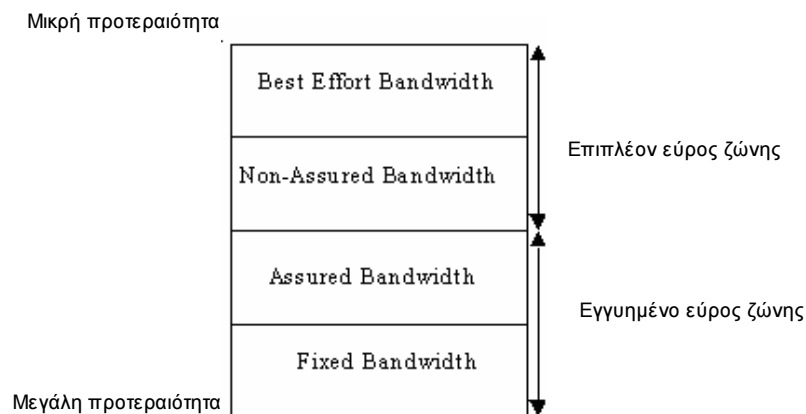 Μικρή προτεραιότητα
Best Effort Bandwidth
Επιπλέον εύρος ζώνης
Non-Assured Bandwidth
Assured Bandwidth
Εγγυημένο εύρος ζώνης
Fixed Bandwidth
Μεγάλη προτεραιότητα